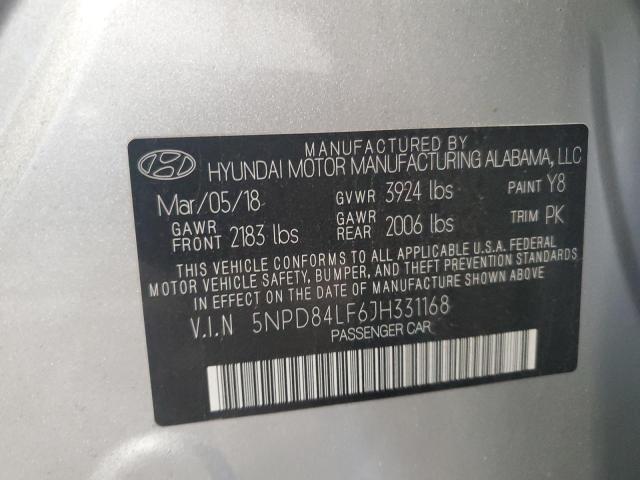 MANUFACTURED BY
HYUNDAI MOTOR MANUFACTURING ALABAMA, LLC
Mar/05/18 GVWR 3924 lbs PAINT Y8
GAWR FRONT 2183 lbs GAWR REAR 2006 lbs TRIM PK
THIS VEHICLE CONFORMS TO ALL APPLICABLE U.S.A. FEDERAL
MOTOR VEHICLE SAFETY, BUMPER, AND THEFT PREVENTION STANDARDS
IN EFFECT ON THE DATE OF MANUFACTURE SHOWN ABOVE
V.I.N 5NPD84LF6JH331168
PASSENGER CAR